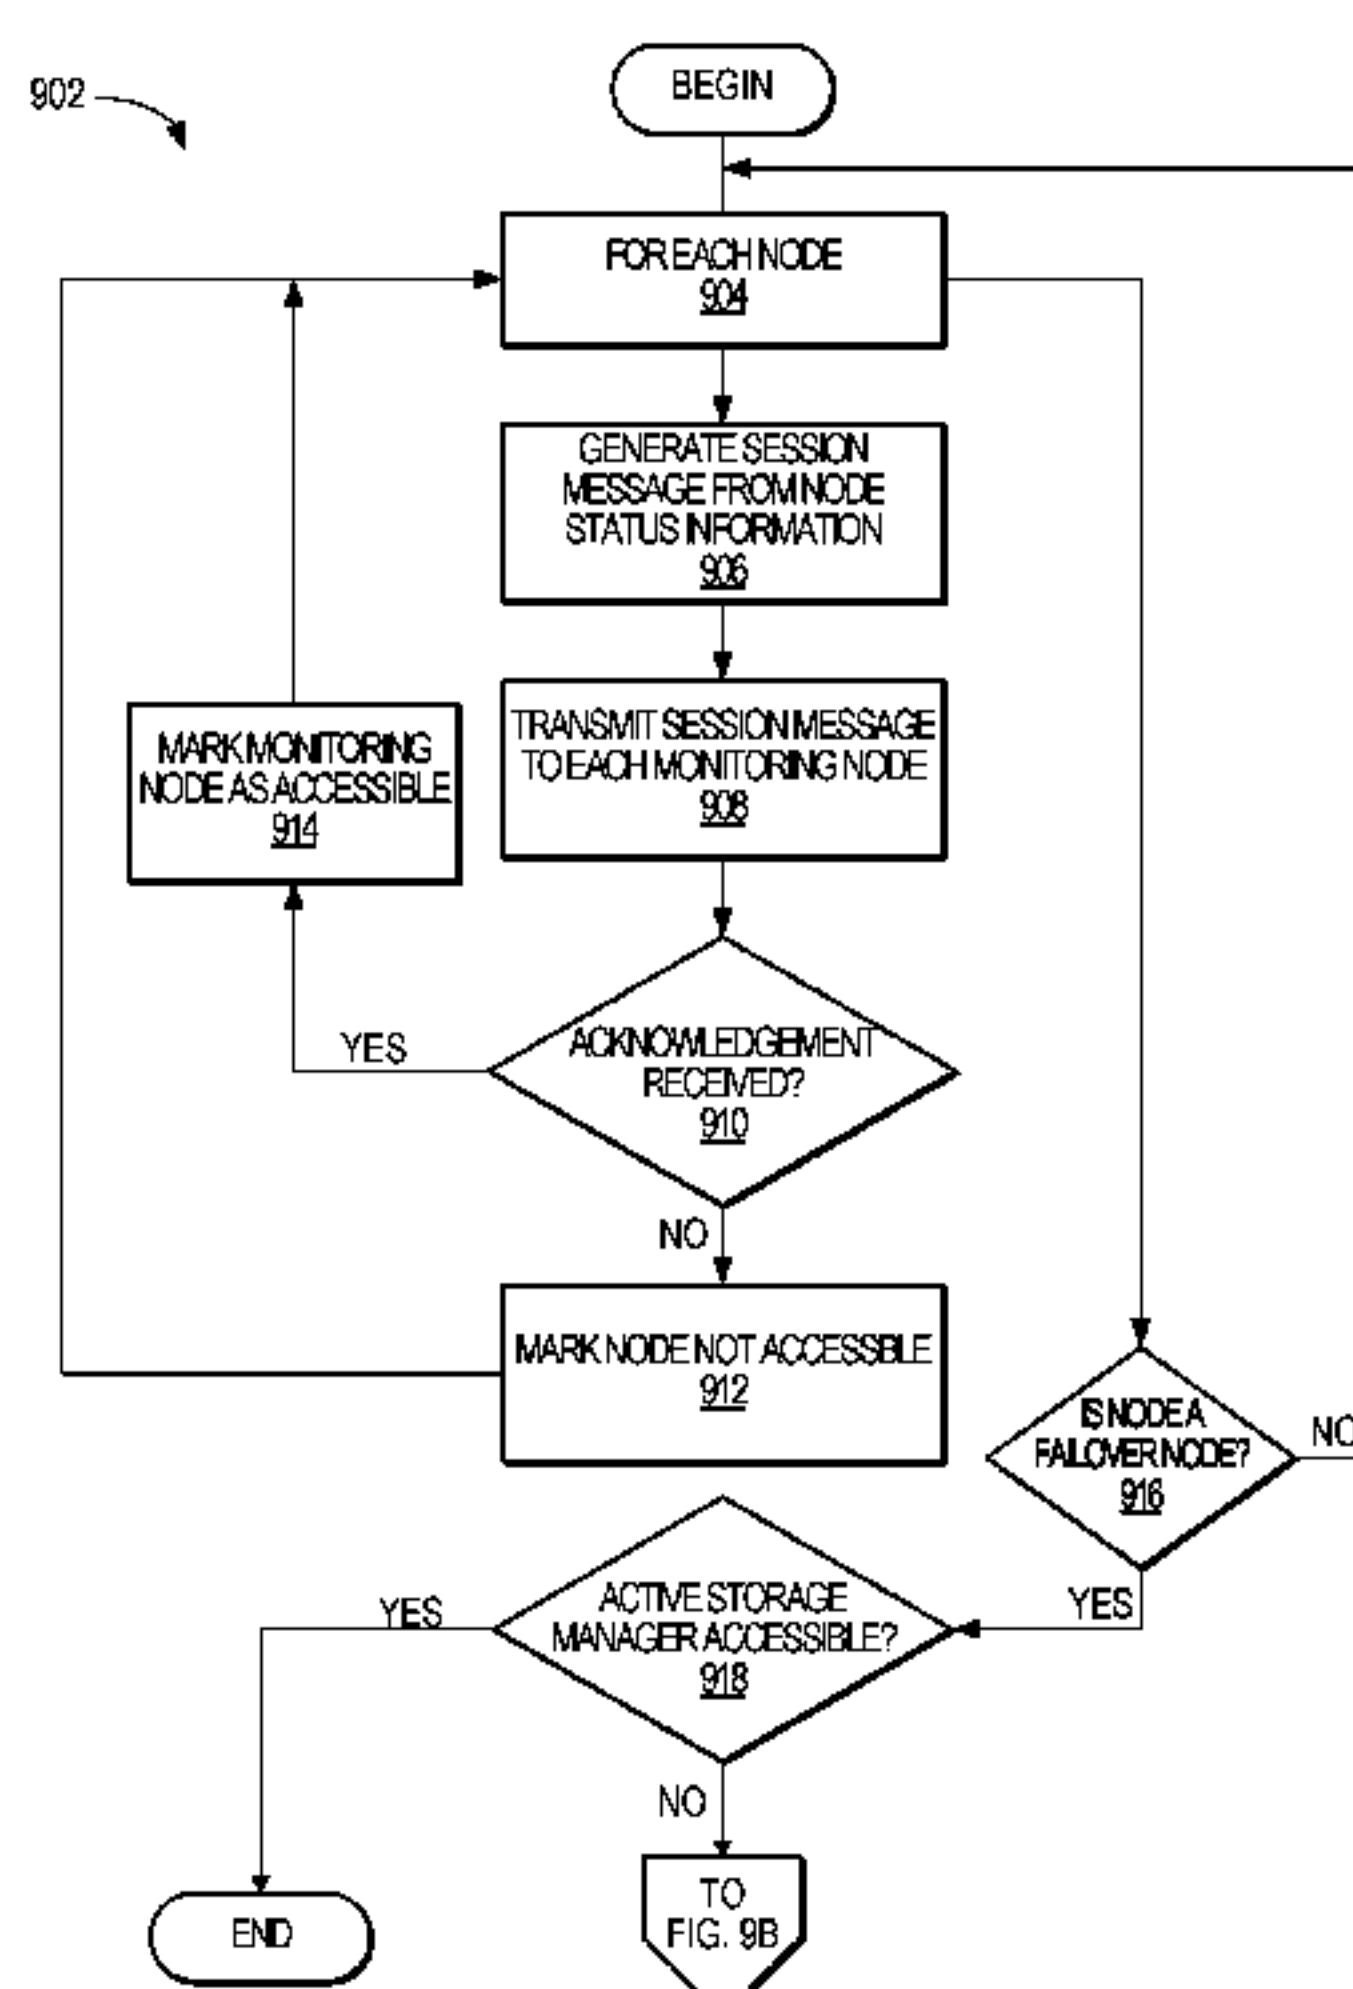 902
BEGIN
FOR EACH NODE
904
GENERATE SESSION
MESSAGE FROM NODE
STATUS INFORMATION
906
TRANSMIT SESSION MESSAGE
TO EACH MONITORING NODE
908
MARK MONITORING
NODE AS ACCESSIBLE
914
YES
ACKNOWLEDGEMENT
RECEIVED?
910
NO
MARK NODE NOT ACCESSBLE
912
IS NODE A
FAILOVER NODE?
916
NO
YES
ACTIVE STORAGE
MANAGER ACCESSIBLE?
918
YES
NO
END
TO
FIG. 9B